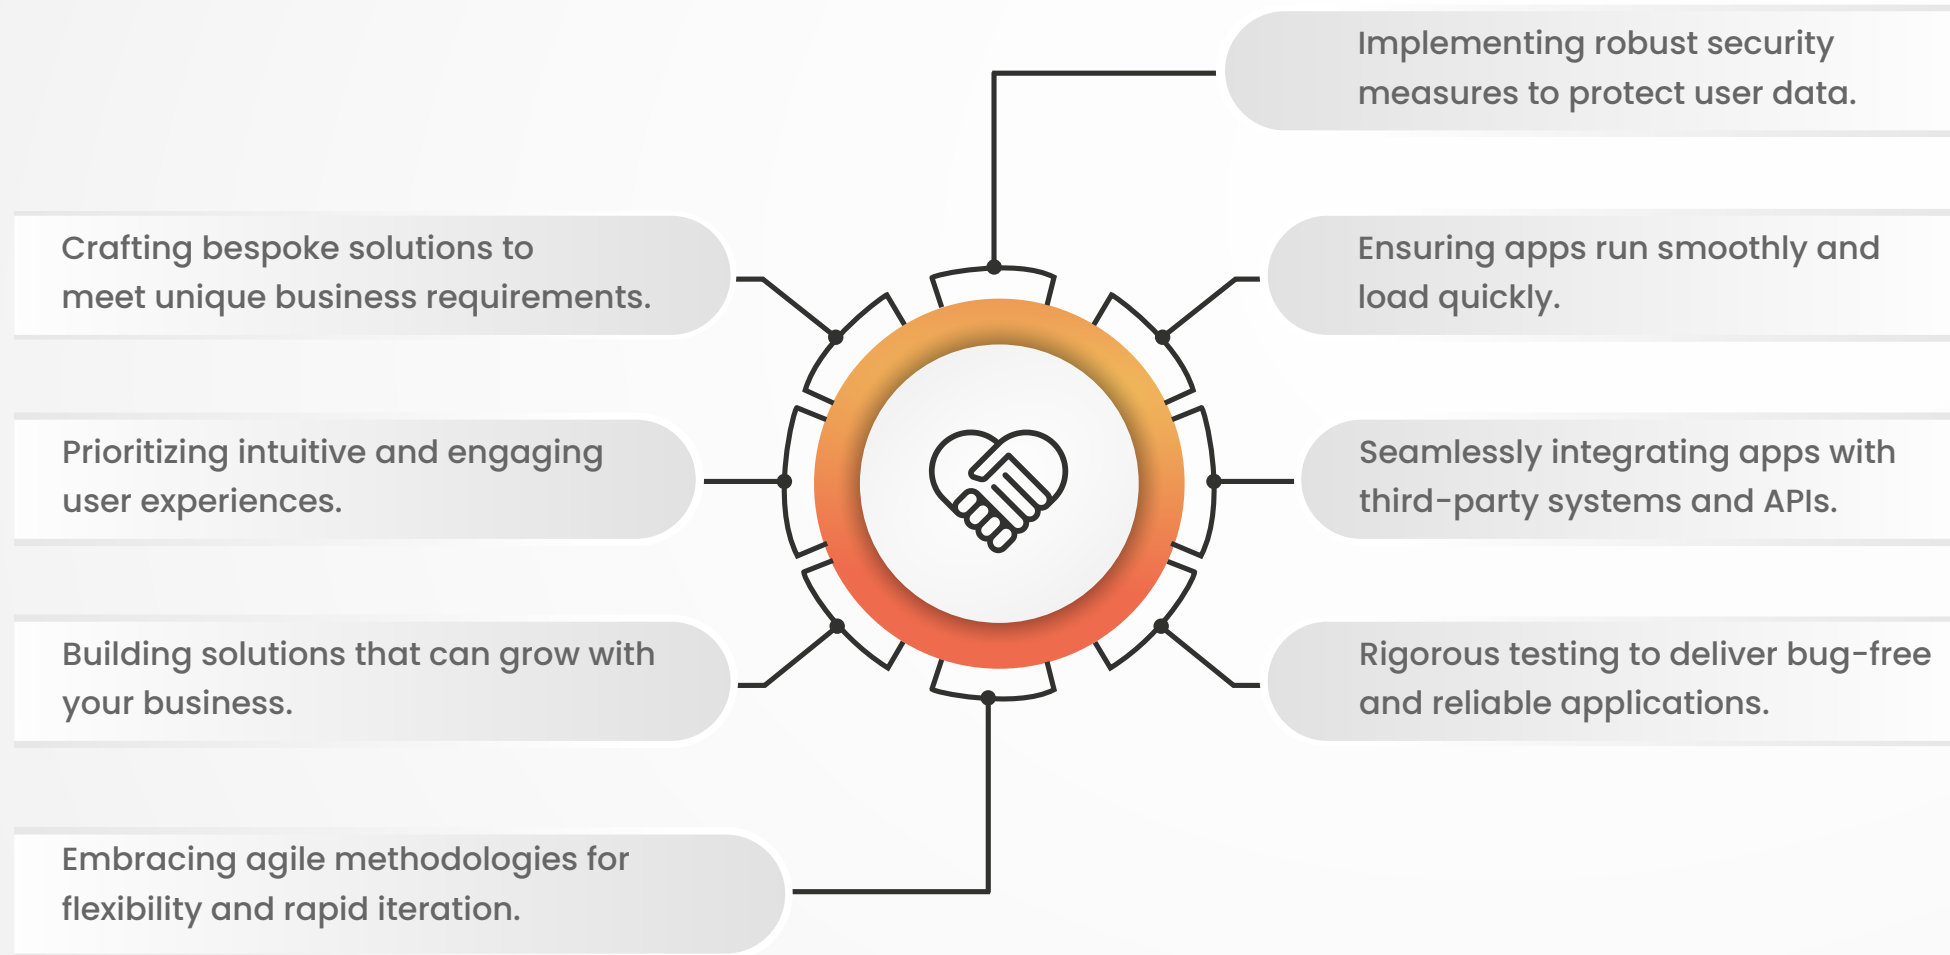 Implementing robust security
measures to protect user data.
Crafting bespoke solutions to
meet unique business requirements.
Ensuring apps run smoothly and
load quickly.
Prioritizing intuitive and engaging
user experiences.
Seamlessly integrating apps with
third-party systems and APIs.
Building solutions that can grow with
your business.
Rigorous testing to deliver bug-free
and reliable applications.
Embracing agile methodologies for
flexibility and rapid iteration.